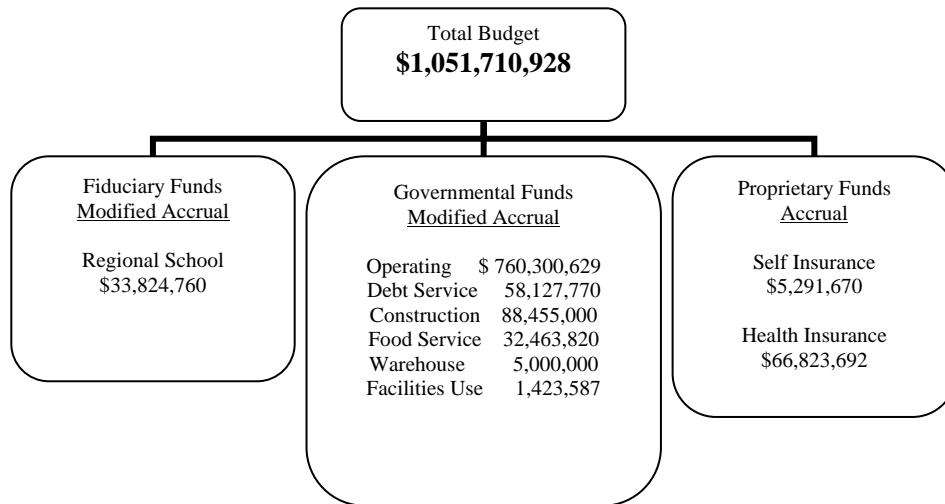 Total Budget
$1,051,710,928
Fiduciary Funds
Modified Accrual
Regional School
$33,824,760
Governmental Funds
Modified Accrual
Operating $ 760,300,629
Debt Service 58,127,770
Construction 88,455,000
Food Service 32,463,820
Warehouse 5,000,000
Facilities Use 1,423,587
Proprietary Funds
Accrual
Self Insurance
$5,291,670
Health Insurance
$66,823,692